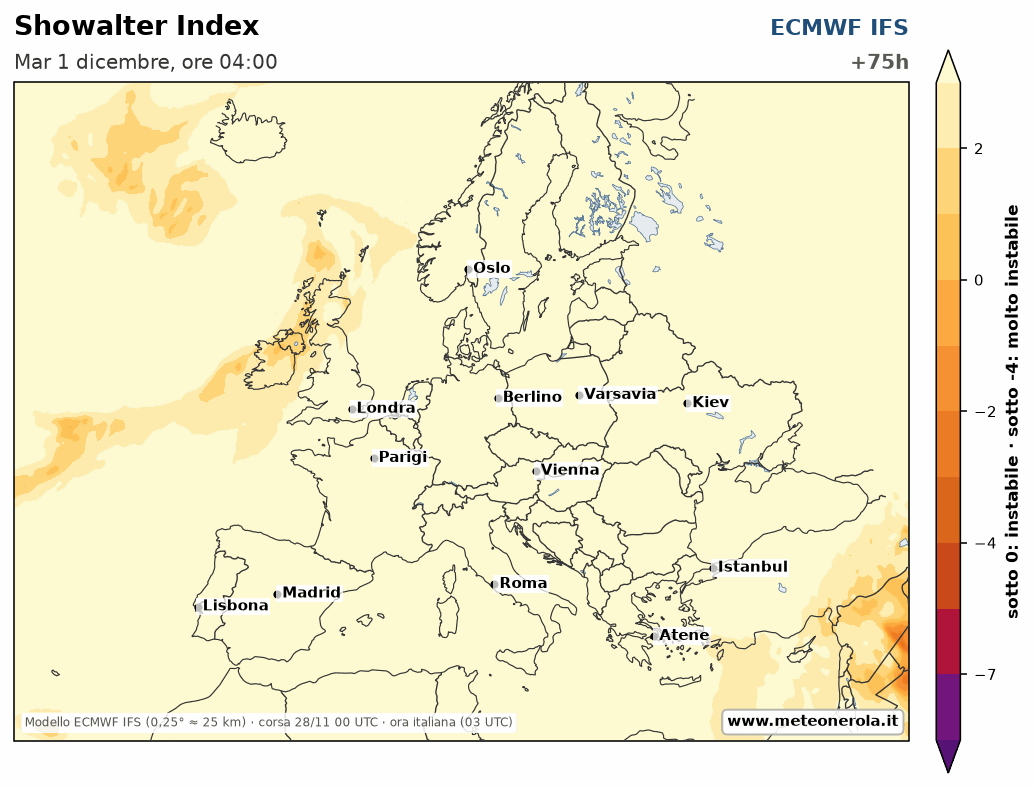 Showalter Index
ECMWF IFS
Mar 1 dicembre, ore 04:00
+75h
2
0
−2
−4
−7
sotto 0: instabile · sotto -4: molto instabile
Oslo
Londra
Berlino
Varsavia
Kiev
Parigi
Vienna
Istanbul
Roma
Madrid
Lisbona
Atene
Modello ECMWF IFS (0,25° ≈ 25 km) · corsa 28/11 00 UTC · ora italiana (03 UTC)
www.meteonerola.it